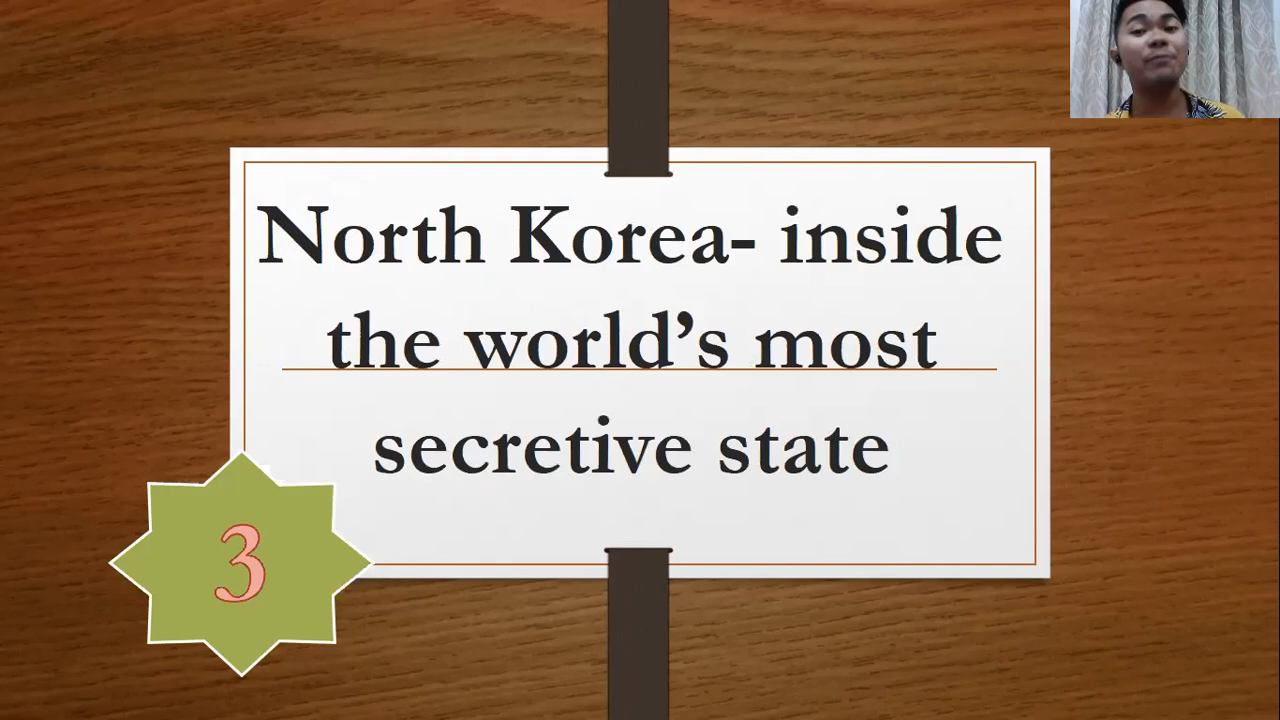 North Korea- inside
the world’s most
secretive state
3